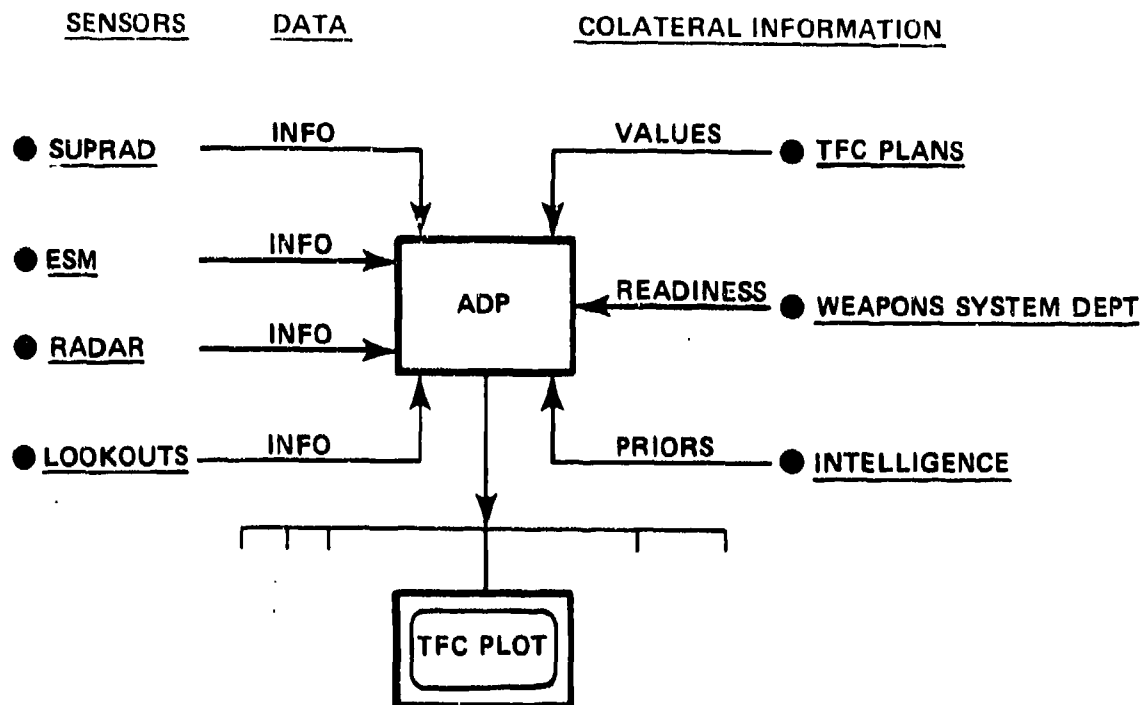 SENSORS DATA COLATERAL INFORMATION
SUPRAD INFO VALUES TFC PLANS
ESM INFO
ADP
READINESS WEAPONS SYSTEM DEPT
RADAR INFO
LOOKOUTS INFO PRIORS INTELLIGENCE
TFC PLOT